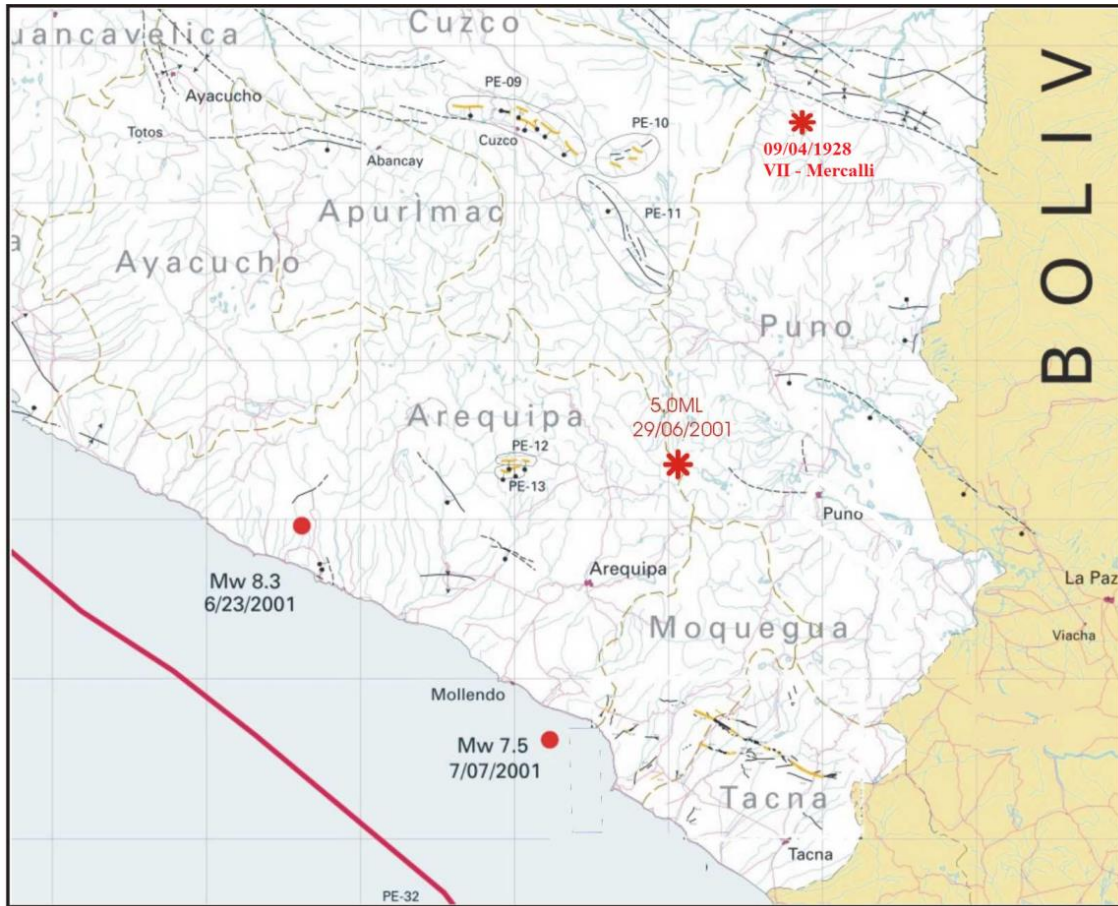 uancavelica
Cuzco
PE-09
Ayacucho
PE-10
Totos
Cuzco
Abancay
09/04/1928
VII - Mercalli
Apurìmac
PE-11
a
Ayacucho
BOLIV
Puno
5.0ML
29/06/2001
Arequipa
PE-12
PE-13
Puno
Arequipa
Mw 8.3
6/23/2001
La Paz
Moquegua
Viacha
Mollendo
Mw 7.5
7/07/2001
Tacna
Tacna
PE-32